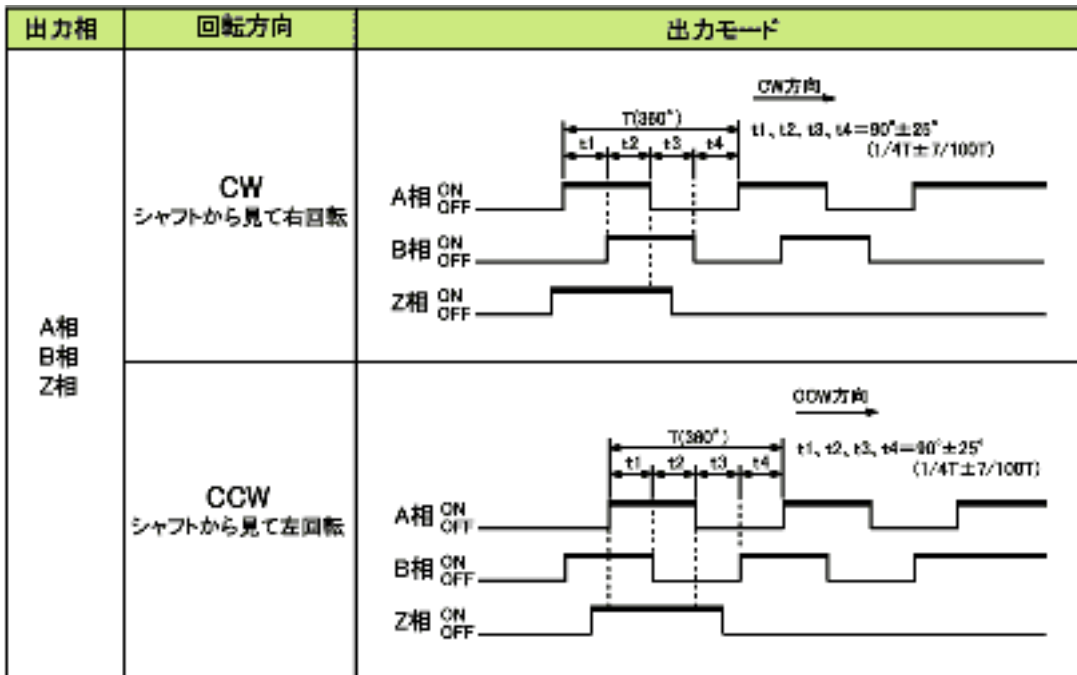 出力相 回転方向 出力モード
A相
B相
Z相
CW
シャフトから見て右回転
CW方向
T(360°)
t1、t2、t3、t4=90°±25°
(1/4T±7/100T)
t1 t2 t3 t4
A相 ON
OFF
B相 ON
OFF
Z相 ON
OFF
CCW
シャフトから見て左回転
CCW方向
T(360°)
t1、t2、t3、t4=90°±25°
(1/4T±7/100T)
t1 t2 t3 t4
A相 ON
OFF
B相 ON
OFF
Z相 ON
OFF